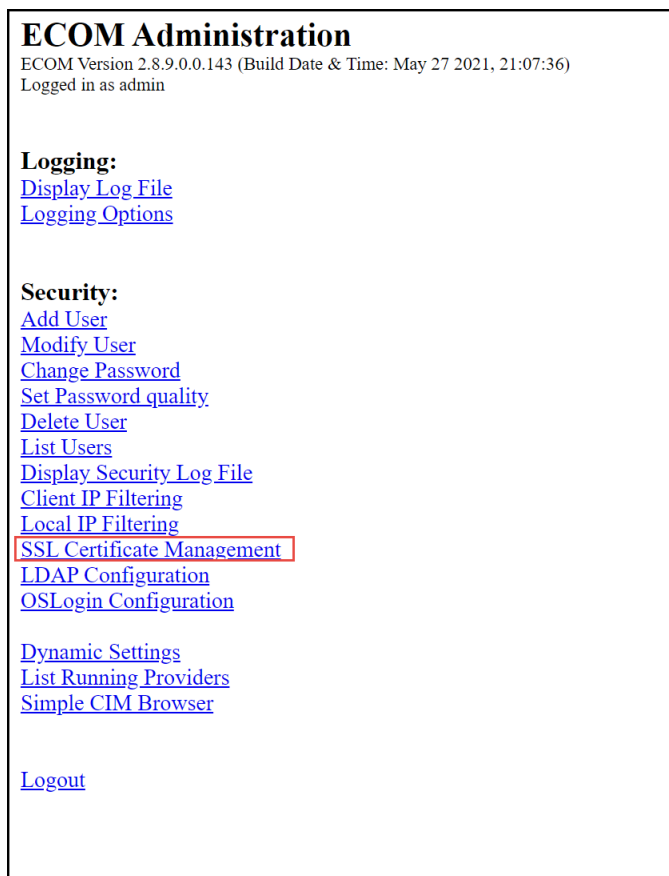 ECOM Administration
ECOM Version 2.8.9.0.0.143 (Build Date & Time: May 27 2021, 21:07:36)
Logged in as admin
Logging:
Display Log File
Logging Options
Security:
Add User
Modify User
Change Password
Set Password quality
Delete User
List Users
Display Security Log File
Client IP Filtering
Local IP Filtering
SSL Certificate Management
LDAP Configuration
OSLogin Configuration
Dynamic Settings
List Running Providers
Simple CIM Browser
Logout